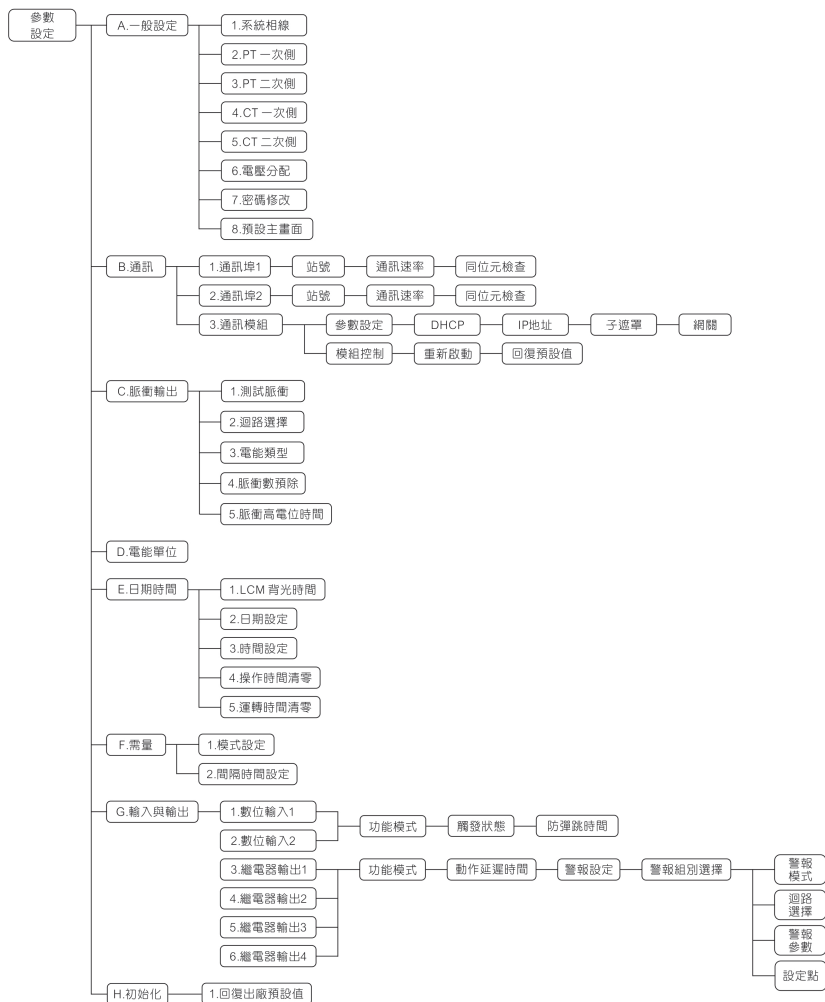 參數
設定
A.一般設定
1.系統相線
2.PT 一次側
3.PT 二次側
4.CT 一次側
5.CT 二次側
6.電壓分配
7.密碼修改
8.預設主畫面
B.通訊
1.通訊埠1
站號
通訊速率
同位元檢查
2.通訊埠2
站號
通訊速率
同位元檢查
3.通訊模組
參數設定
DHCP
IP地址
子遮罩
網關
模組控制
重新啟動
回復預設值
C.脈衝輸出
1.測試脈衝
2.迴路選擇
3.電能類型
4.脈衝數預除
5.脈衝高電位時間
D.電能單位
E.日期時間
1.LCM 背光時間
2.日期設定
3.時間設定
4.操作時間清零
5.運轉時間清零
F.需量
1.模式設定
2.間隔時間設定
G.輸入與輸出
1.數位輸入1
2.數位輸入2
功能模式
觸發狀態
防彈跳時間
3.繼電器輸出1
4.繼電器輸出2
5.繼電器輸出3
6.繼電器輸出4
功能模式
動作延遲時間
警報設定
警報組別選擇
警報
模式
迴路
選擇
警報
參數
設定點
H.初始化
1.回復出廠預設值